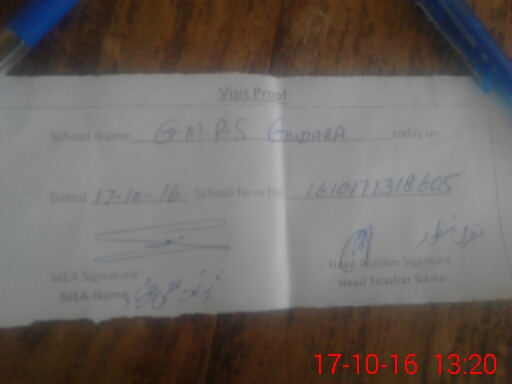 Visit Proof
School Name G-M-P-S GUDARA today on
Dated 17-10-16 School form No 1610171318605
MEA Signature Head Teacher Signature
MEA Name Head Teacher Name
17-10-16 13:20